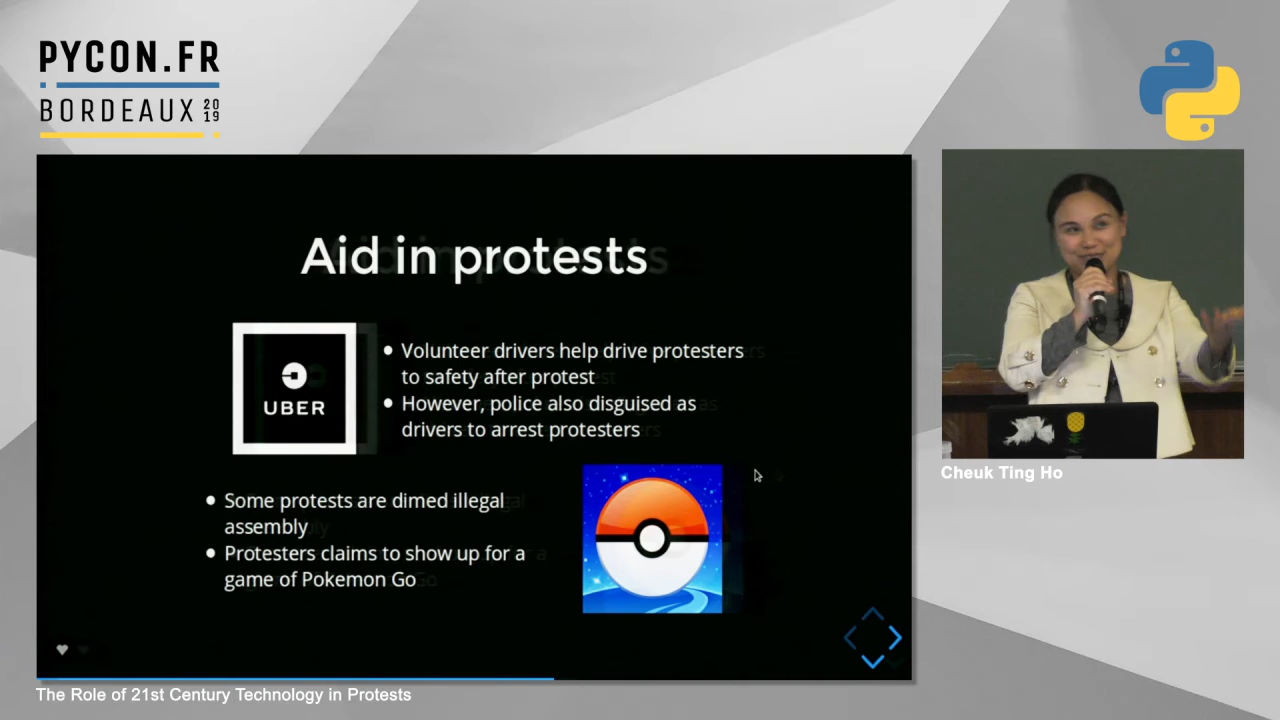 PYCON.FR
BORDEAUX 2019
Aid in protests
UBER
Volunteer drivers help drive protesters
to safety after protest
However, police also disguised as
drivers to arrest protesters
Some protests are dimed illegal
assembly
Protesters claims to show up for a
game of Pokemon Go
Cheuk Ting Ho
The Role of 21st Century Technology in Protests